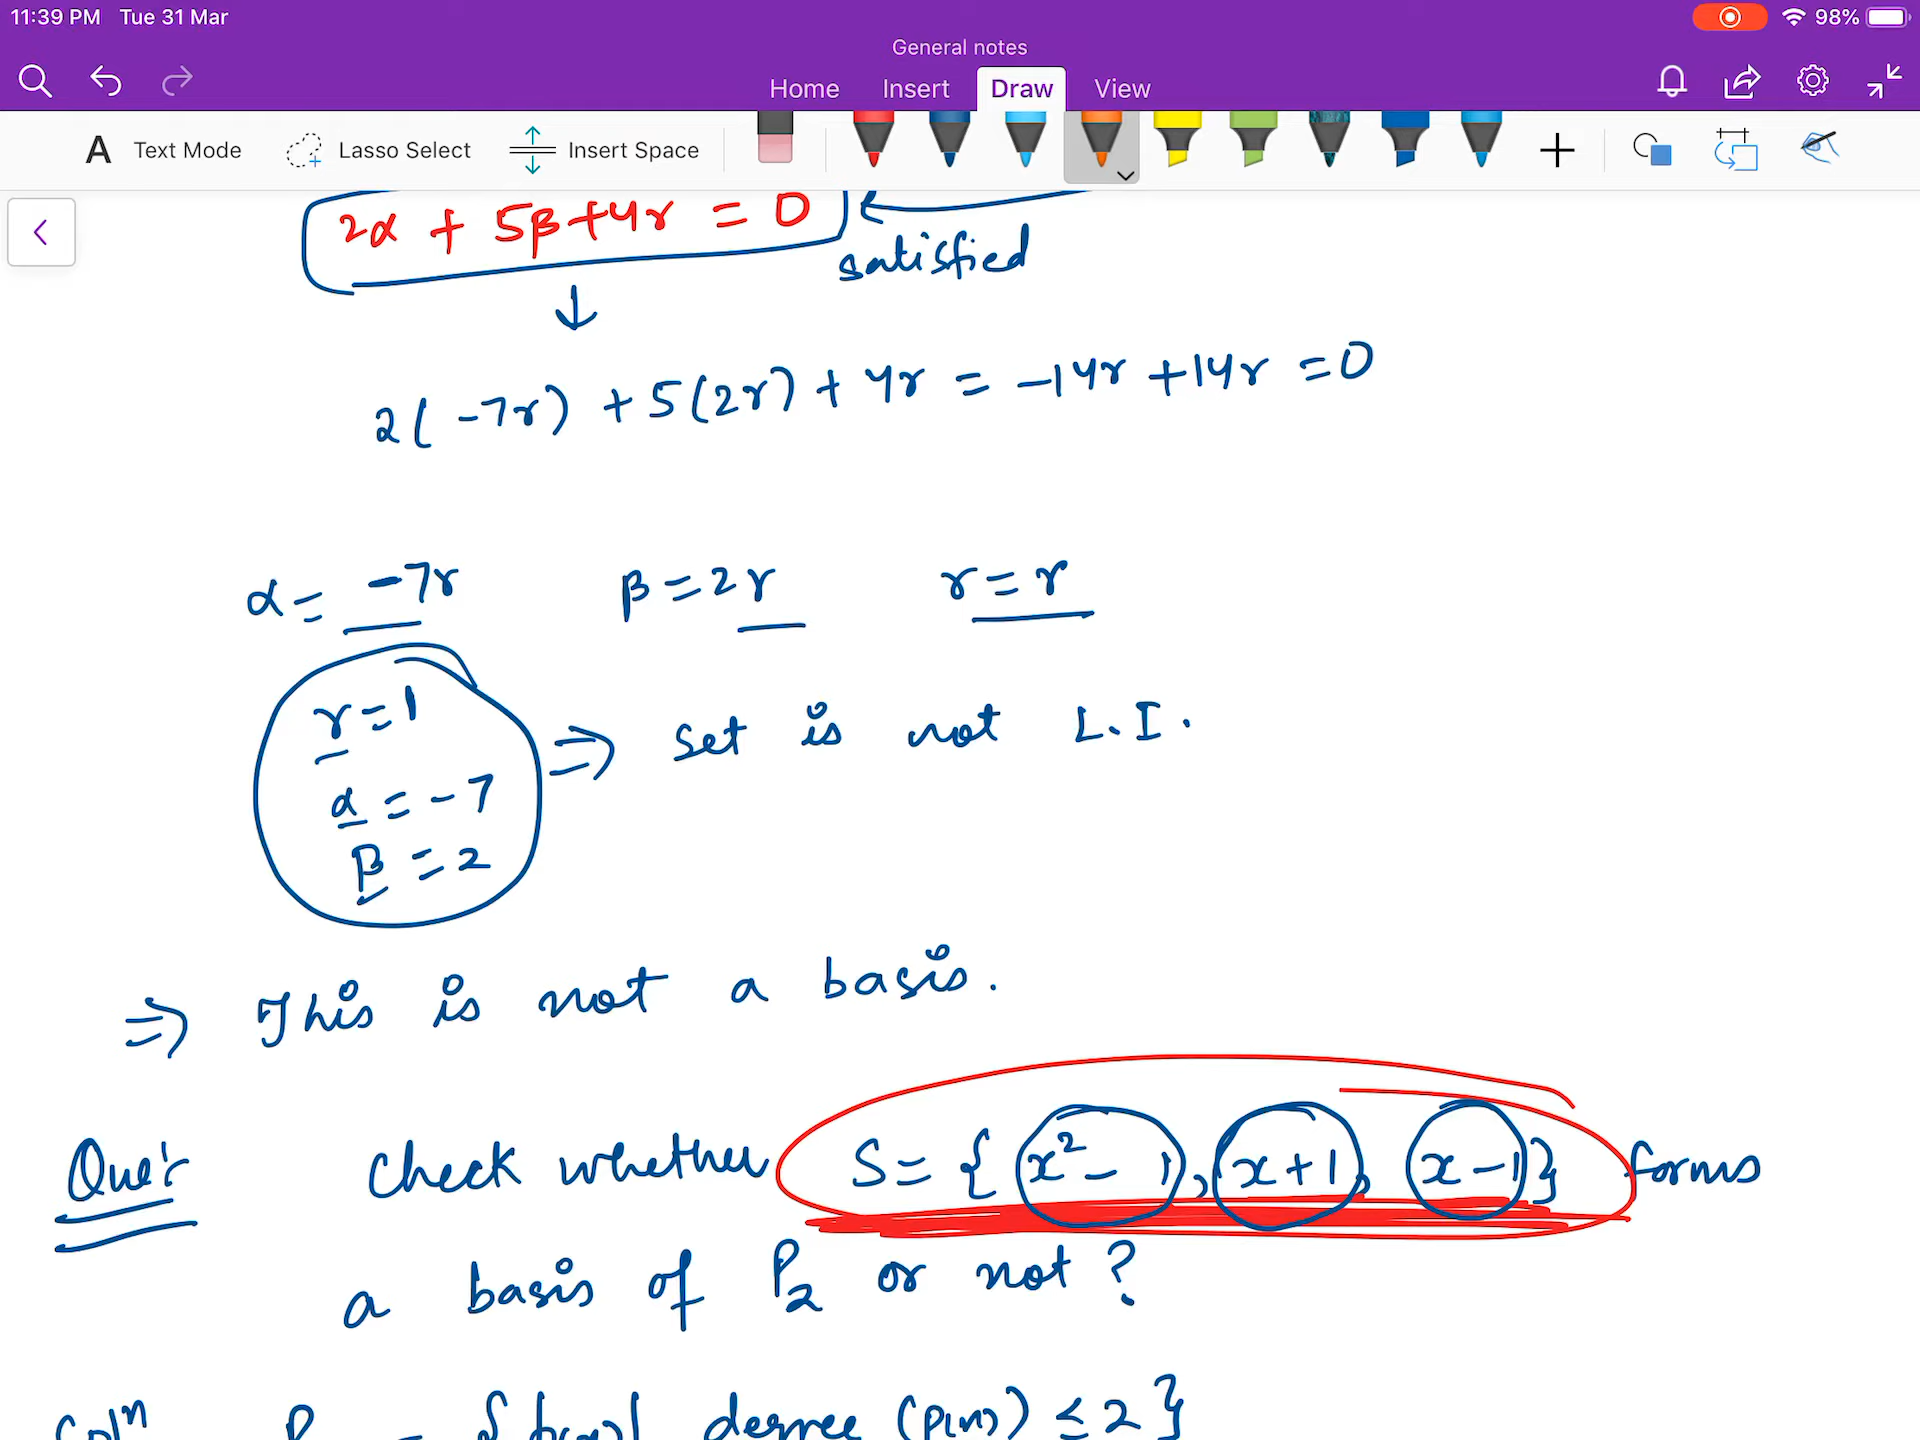 11:39 PM Tue 31 Mar
98%
General notes
Home Insert Draw View
A Text Mode Lasso Select Insert Space
2α + 5β + 4γ = 0
satisfied
2(-7γ) + 5(2γ) + 4γ = -14γ + 14γ = 0
α = -7γ β = 2γ γ = γ
γ = 1
⇒ Set is not L.I.
α = -7
β = 2
⇒ This is not a basis.
Que: Check whether S = { x² - 1, x + 1, x - 1 } forms
a basis of P₂ or not ?
Solⁿ P = { p(x) | degree (p(x)) ≤ 2 }